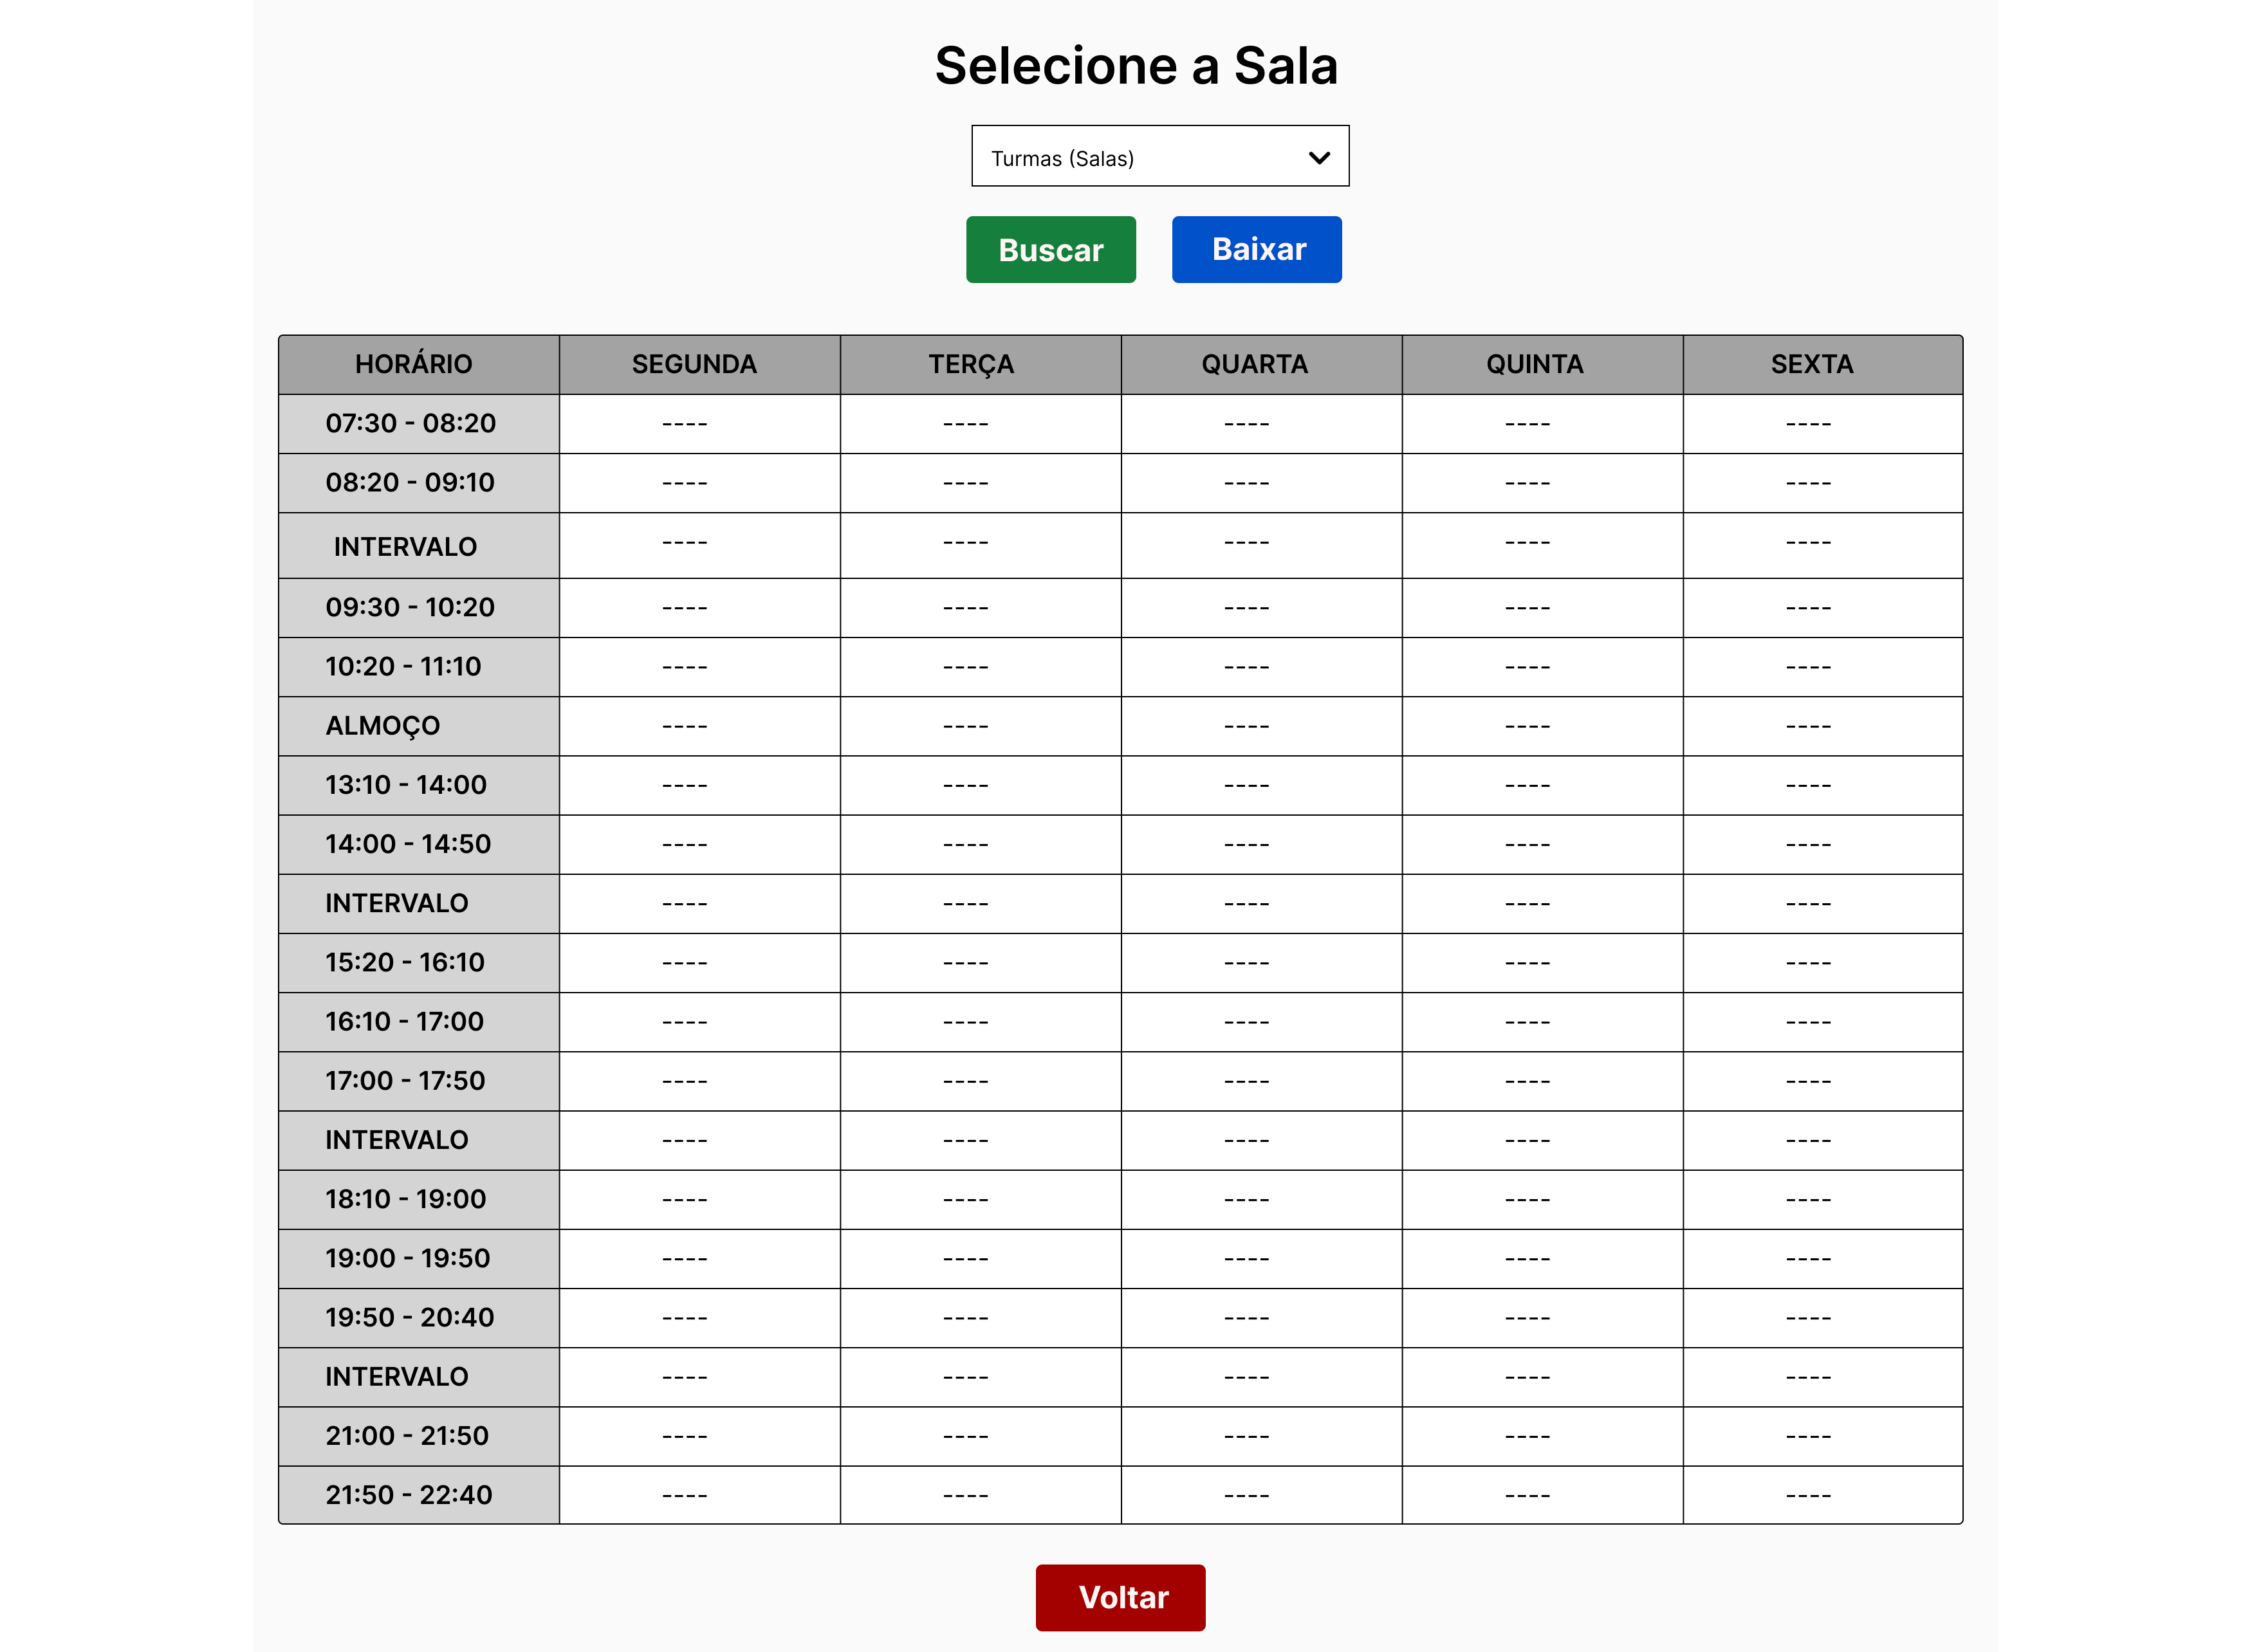 Selecione a Sala
Turmas (Salas)
Buscar Baixar
HORÁRIO SEGUNDA TERÇA QUARTA QUINTA SEXTA
07:30 - 08:20 ---- ---- ---- ---- ----
08:20 - 09:10 ---- ---- ---- ---- ----
INTERVALO ---- ---- ---- ---- ----
09:30 - 10:20 ---- ---- ---- ---- ----
10:20 - 11:10 ---- ---- ---- ---- ----
ALMOÇO ---- ---- ---- ---- ----
13:10 - 14:00 ---- ---- ---- ---- ----
14:00 - 14:50 ---- ---- ---- ---- ----
INTERVALO ---- ---- ---- ---- ----
15:20 - 16:10 ---- ---- ---- ---- ----
16:10 - 17:00 ---- ---- ---- ---- ----
17:00 - 17:50 ---- ---- ---- ---- ----
INTERVALO ---- ---- ---- ---- ----
18:10 - 19:00 ---- ---- ---- ---- ----
19:00 - 19:50 ---- ---- ---- ---- ----
19:50 - 20:40 ---- ---- ---- ---- ----
INTERVALO ---- ---- ---- ---- ----
21:00 - 21:50 ---- ---- ---- ---- ----
21:50 - 22:40 ---- ---- ---- ---- ----
Voltar